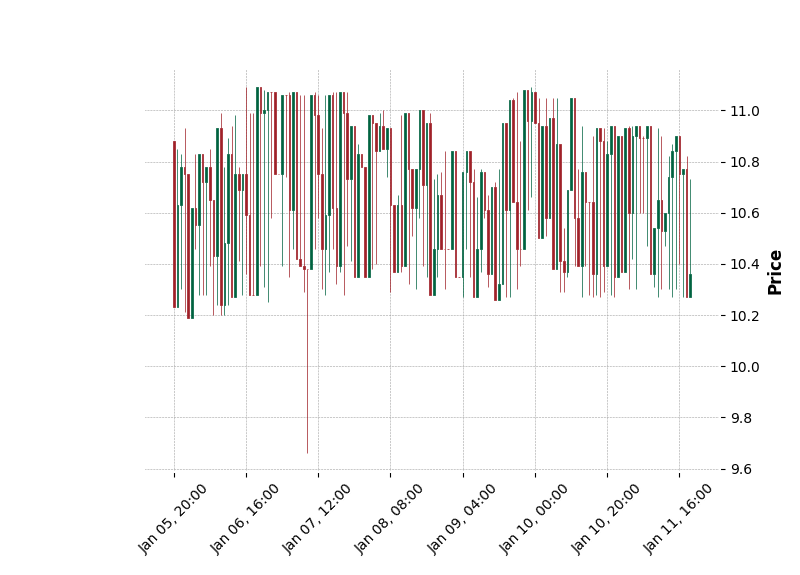 11.0
10.8
10.6
10.4
10.2
10.0
9.8
9.6
Price
Jan 05, 20:00
Jan 06, 16:00
Jan 07, 12:00
Jan 08, 08:00
Jan 09, 04:00
Jan 10, 00:00
Jan 10, 20:00
Jan 11, 16:00